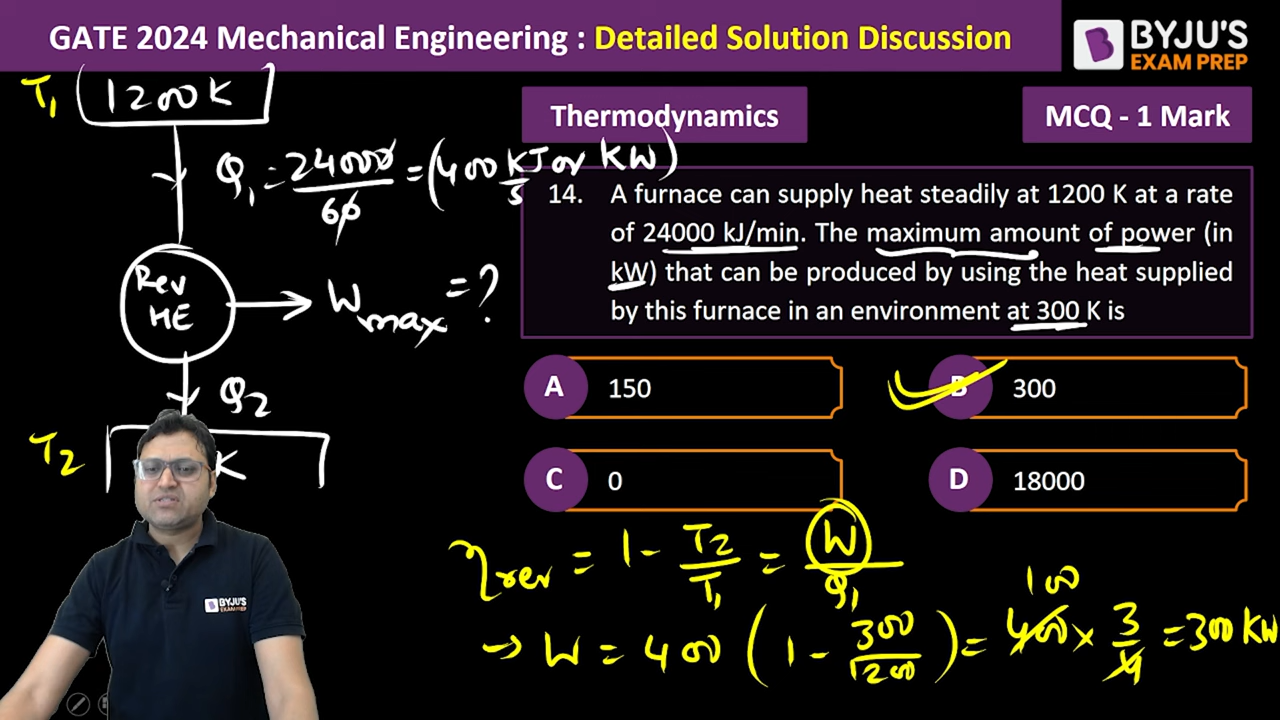 GATE 2024 Mechanical Engineering : Detailed Solution Discussion
BYJU'S
EXAM PREP
T₁ 1200K
Q₁ = 24000/60 = (400 kJ/s or kW)
Rev
HE
Wmax = ?
Q₂
T₂ K
Thermodynamics
MCQ - 1 Mark
14. A furnace can supply heat steadily at 1200 K at a rate
of 24000 kJ/min. The maximum amount of power (in
kW) that can be produced by using the heat supplied
by this furnace in an environment at 300 K is
A 150
B 300
C 0
D 18000
ηrev = 1 - T₂/T₁ = W/Q₁
→ W = 400 (1 - 300/1200) = 400 × 3/4 = 300 kW
100
BYJU'S
EXAM PREP